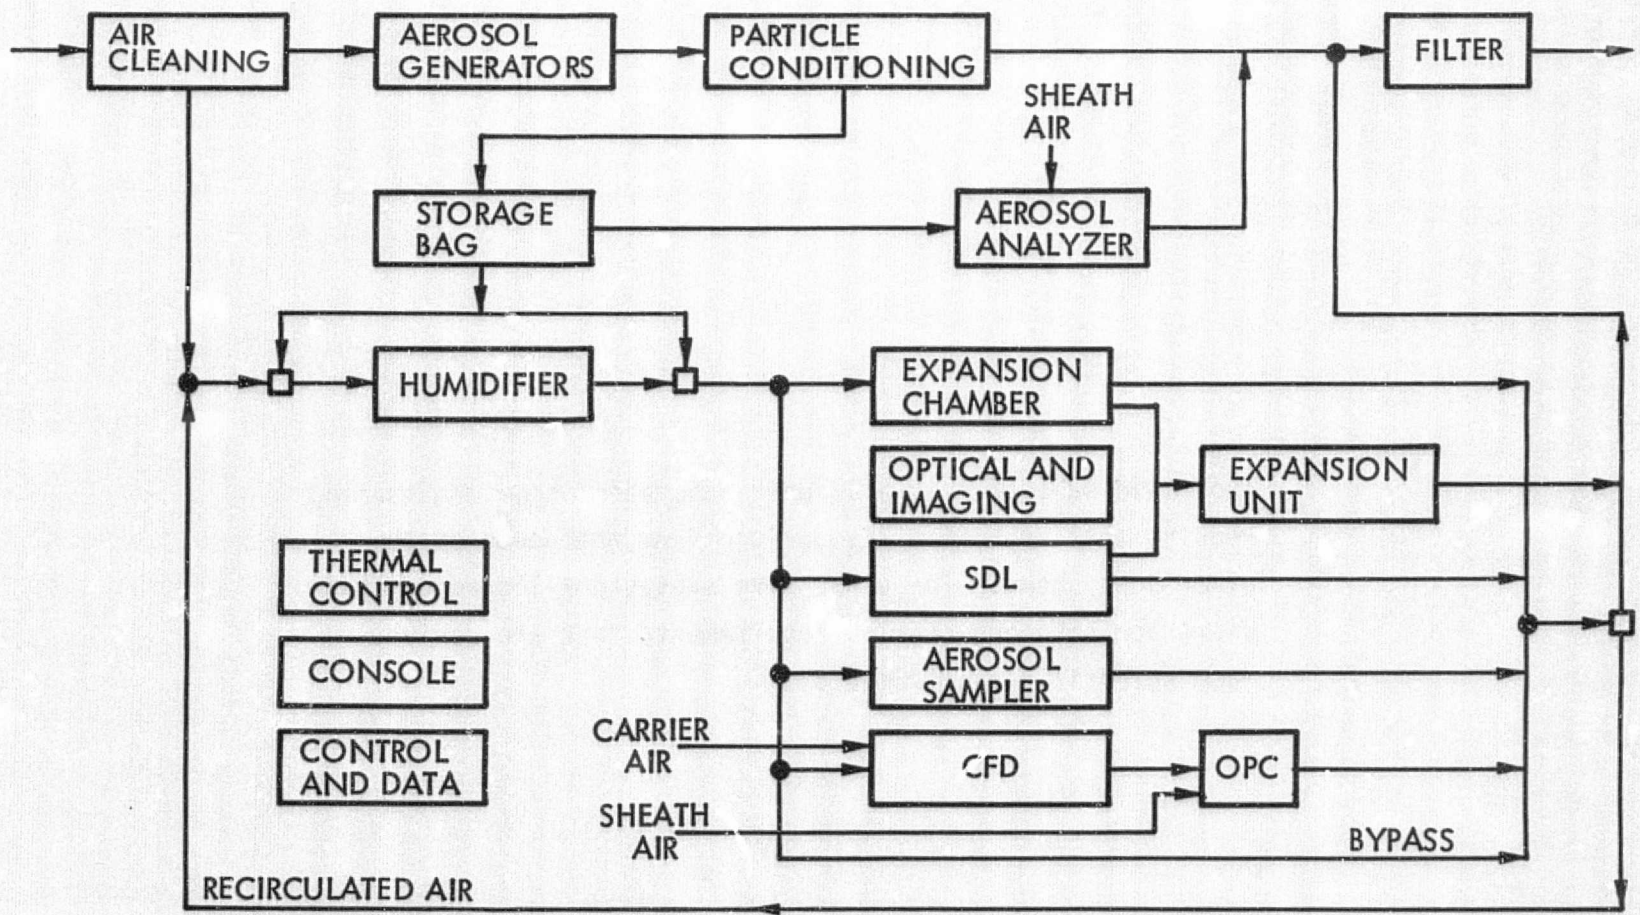 AIR
CLEANING
AEROSOL
GENERATORS
PARTICLE
CONDITIONING
FILTER
SHEATH
AIR
STORAGE
BAG
AEROSOL
ANALYZER
HUMIDIFIER
EXPANSION
CHAMBER
OPTICAL AND
IMAGING
EXPANSION
UNIT
THERMAL
CONTROL
SDL
CONSOLE
AEROSOL
SAMPLER
CONTROL
AND DATA
CARRIER
AIR
CFD
OPC
SHEATH
AIR
BYPASS
RECIRCULATED AIR